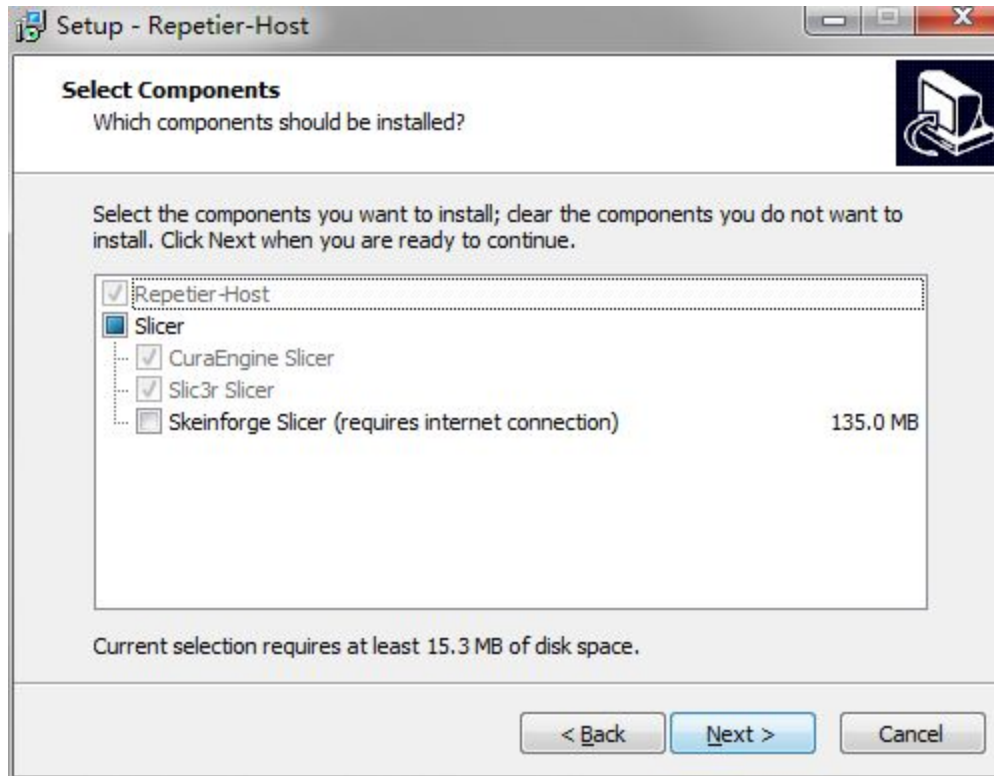 Setup - Repetier-Host
Select Components
Which components should be installed?
Select the components you want to install; clear the components you do not want to
install. Click Next when you are ready to continue.
Repetier-Host
Slicer
CuraEngine Slicer
Slic3r Slicer
Skeinforge Slicer (requires internet connection) 135.0 MB
Current selection requires at least 15.3 MB of disk space.
< Back Next > Cancel